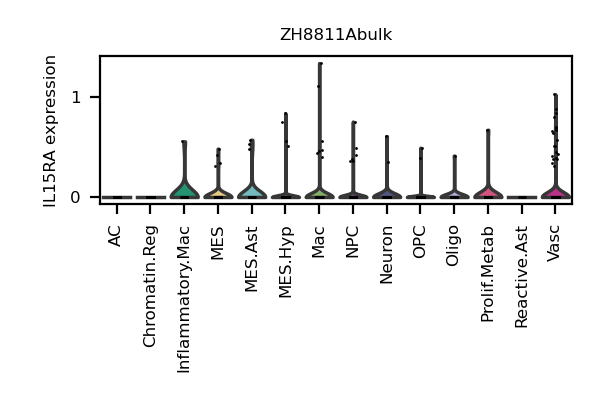 ZH8811Abulk
IL15RA expression
1
0
AC
Chromatin.Reg
Inflammatory.Mac
MES
MES.Ast
MES.Hyp
Mac
NPC
Neuron
OPC
Oligo
Prolif.Metab
Reactive.Ast
Vasc